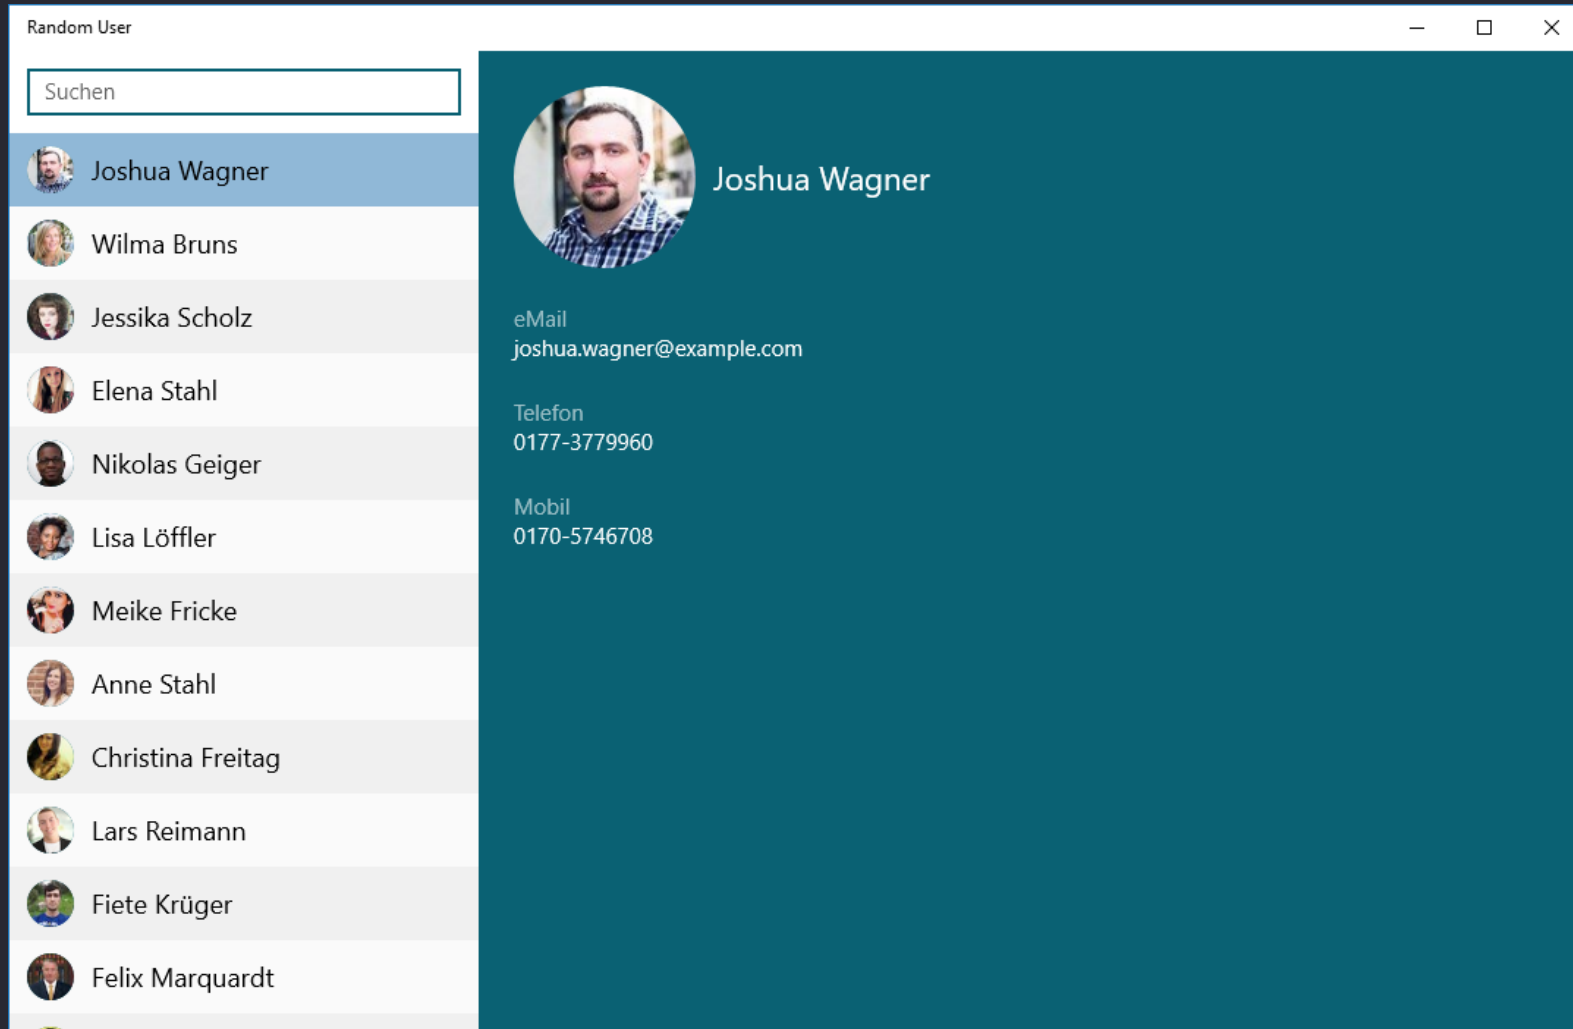 Random User
Suchen
Joshua Wagner
Wilma Bruns
Jessika Scholz
Elena Stahl
Nikolas Geiger
Lisa Löffler
Meike Fricke
Anne Stahl
Christina Freitag
Lars Reimann
Fiete Krüger
Felix Marquardt
Joshua Wagner
eMail
joshua.wagner@example.com
Telefon
0177-3779960
Mobil
0170-5746708